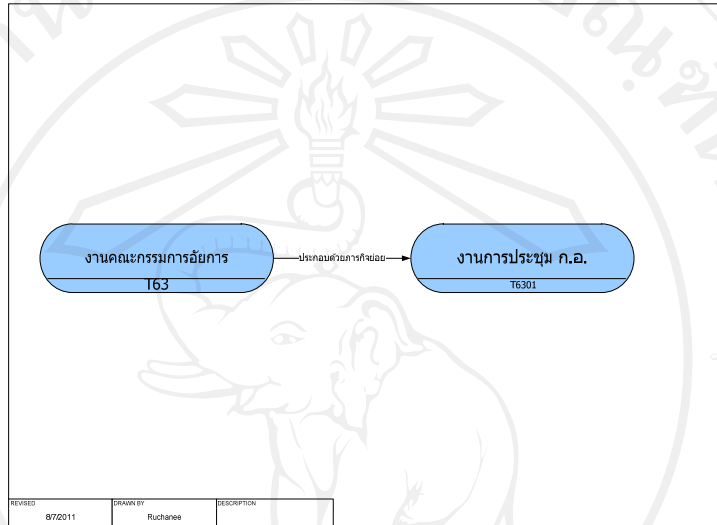 งานคณะกรรมการอัยการ
T63
ประกอบด้วยภารกิจย่อย
งานการประชุม ก.อ.
T6301
REVISED
8/7/2011
DRAWN BY
Ruchanee
DESCRIPTION